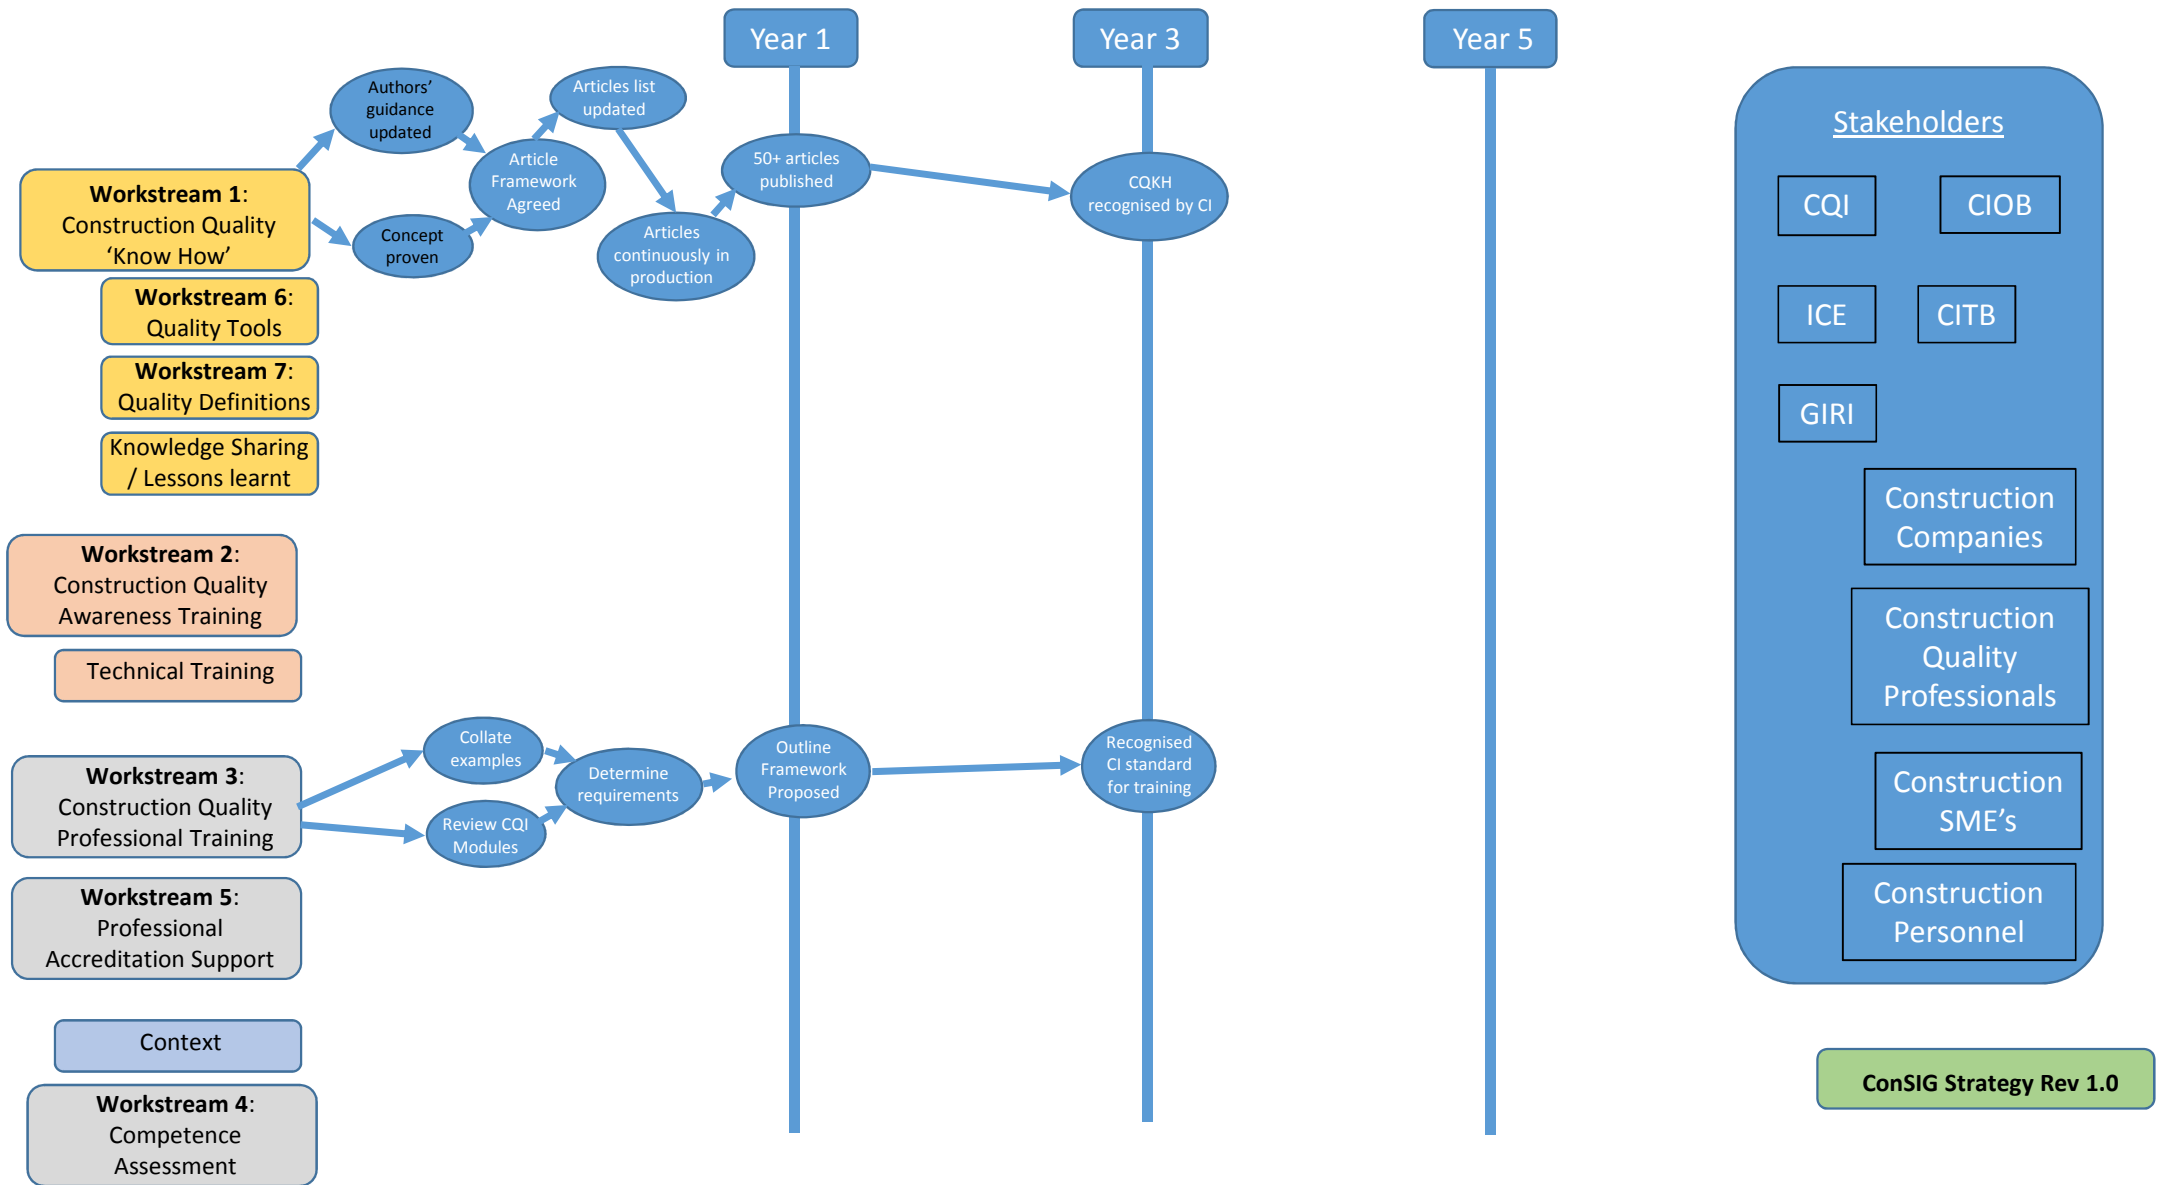 Year 1
Year 3
Year 5
Authors’
guidance
updated
Articles list
updated
Article
Framework
Agreed
Concept
proven
Articles
continuously in
production
50+ articles
published
CQKH
recognised by CI
Workstream 1:
Construction Quality
‘Know How’
Workstream 6:
Quality Tools
Workstream 7:
Quality Definitions
Knowledge Sharing
/ Lessons learnt
Workstream 2:
Construction Quality
Awareness Training
Technical Training
Workstream 3:
Construction Quality
Professional Training
Collate
examples
Review CQI
Modules
Determine
requirements
Outline
Framework
Proposed
Recognised
CI standard
for training
Workstream 5:
Professional
Accreditation Support
Context
Workstream 4:
Competence
Assessment
Stakeholders
CQI
CIOB
ICE
CITB
GIRI
Construction
Companies
Construction
Quality
Professionals
Construction
SME’s
Construction
Personnel
ConSIG Strategy Rev 1.0